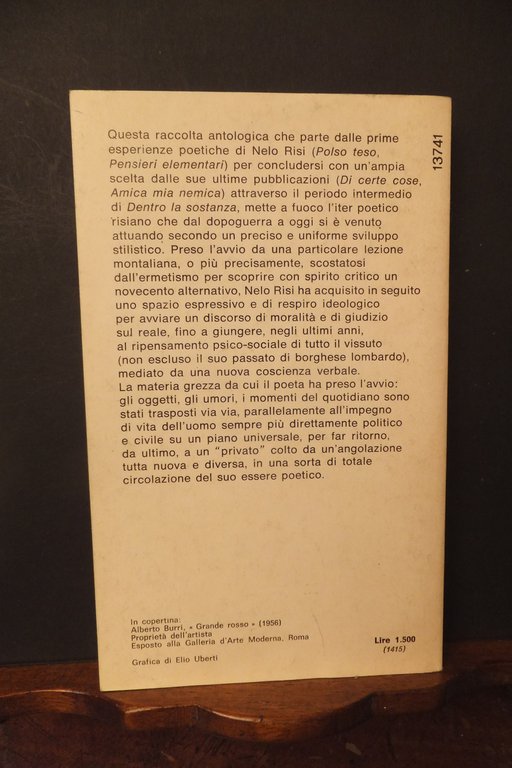 Questa raccolta antologica che parte dalle prime
esperienze poetiche di Nelo Risi (Polso teso,
Pensieri elementari) per concludersi con un'ampia
scelta dalle sue ultime pubblicazioni (Di certe cose,
Amica mia nemica) attraverso il periodo intermedio
di Dentro la sostanza, mette a fuoco l'iter poetico
risiano che dal dopoguerra a oggi si è venuto
attuando secondo un preciso e uniforme sviluppo
stilistico. Preso l'avvio da una particolare lezione
montaliana, o più precisamente, scostatosi
dall'ermetismo per scoprire con spirito critico un
novecento alternativo, Nelo Risi ha acquisito in seguito
uno spazio espressivo e di respiro ideologico
per avviare un discorso di moralità e di giudizio
sul reale, fino a giungere, negli ultimi anni,
al ripensamento psico-sociale di tutto il vissuto
(non escluso il suo passato di borghese lombardo),
mediato da una nuova coscienza verbale.
La materia grezza da cui il poeta ha preso l'avvio:
gli oggetti, gli umori, i momenti del quotidiano sono
stati trasposti via via, parallelamente all'impegno
di vita dell'uomo sempre più direttamente politico
e civile su un piano universale, per far ritorno,
da ultimo, a un "privato" colto da un'angolazione
tutta nuova e diversa, in una sorta di totale
circolazione del suo essere poetico.
13741
In copertina:
Alberto Burri, « Grande rosso » (1956)
Proprietà dell'artista
Esposto alla Galleria d'Arte Moderna, Roma
Grafica di Elio Uberti
Lire 1.500
(1415)